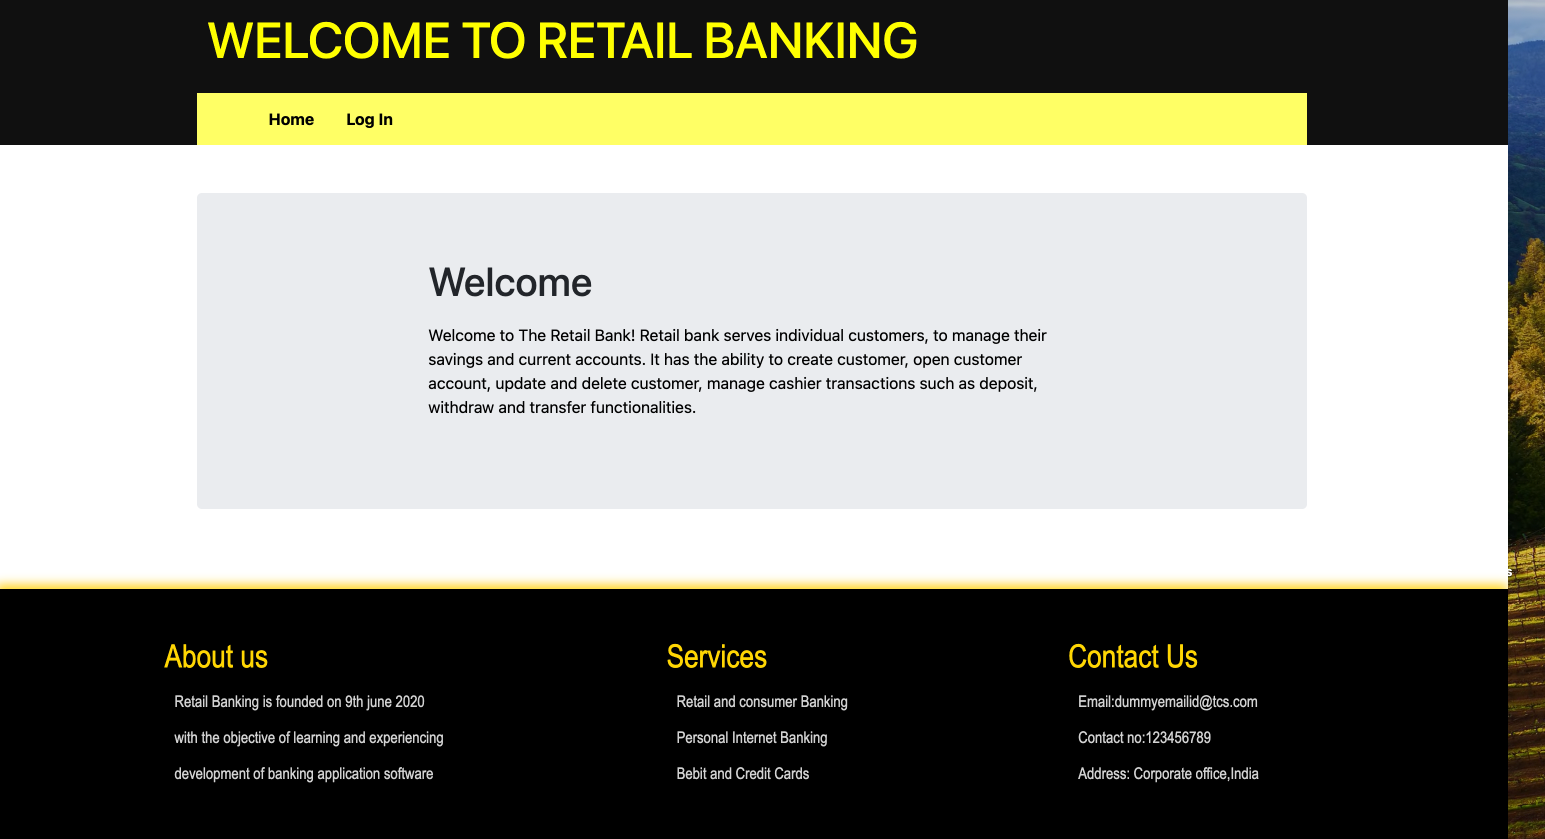 WELCOME TO RETAIL BANKING
Home Log In
Welcome
Welcome to The Retail Bank! Retail bank serves individual customers, to manage their
savings and current accounts. It has the ability to create customer, open customer
account, update and delete customer, manage cashier transactions such as deposit,
withdraw and transfer functionalities.
About us
Retail Banking is founded on 9th june 2020
with the objective of learning and experiencing
development of banking application software
Services
Retail and consumer Banking
Personal Internet Banking
Bebit and Credit Cards
Contact Us
Email:dummyemailid@tcs.com
Contact no:123456789
Address: Corporate office,India